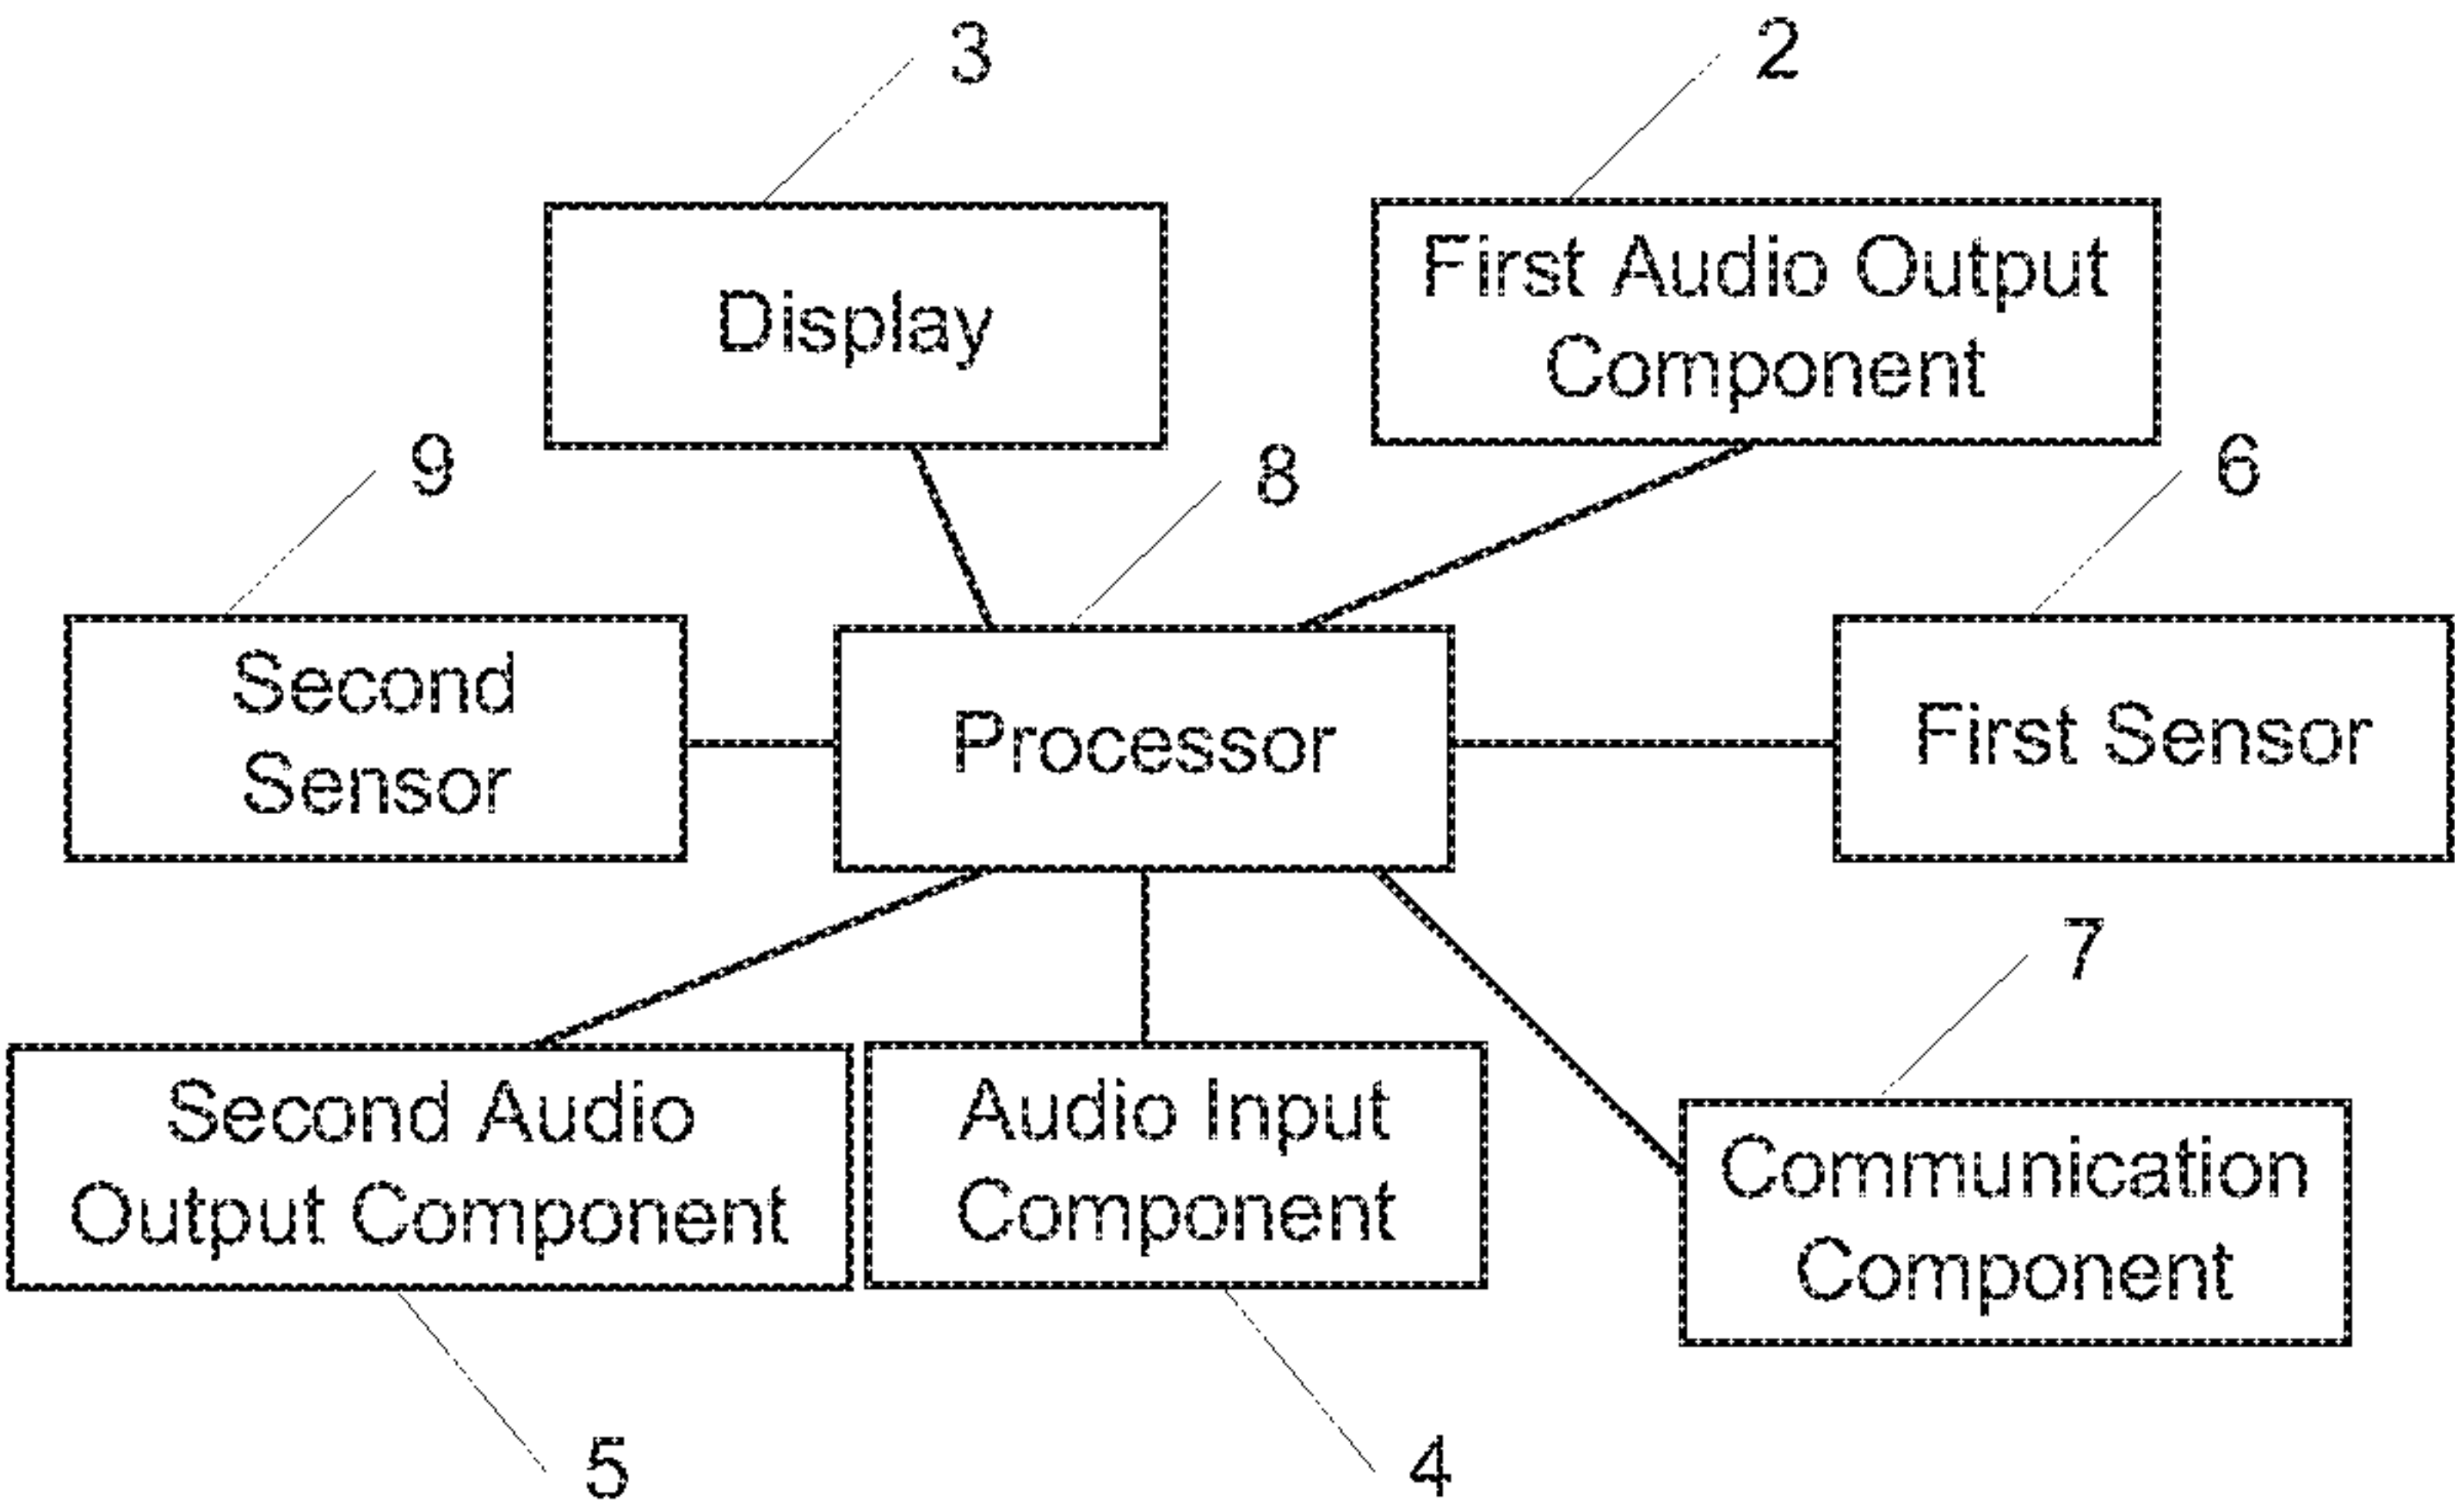 3
2
Display
First Audio Output
Component
9
8
6
Second
Sensor
Processor
First Sensor
7
Second Audio
Output Component
Audio Input
Component
Communication
Component
5
4